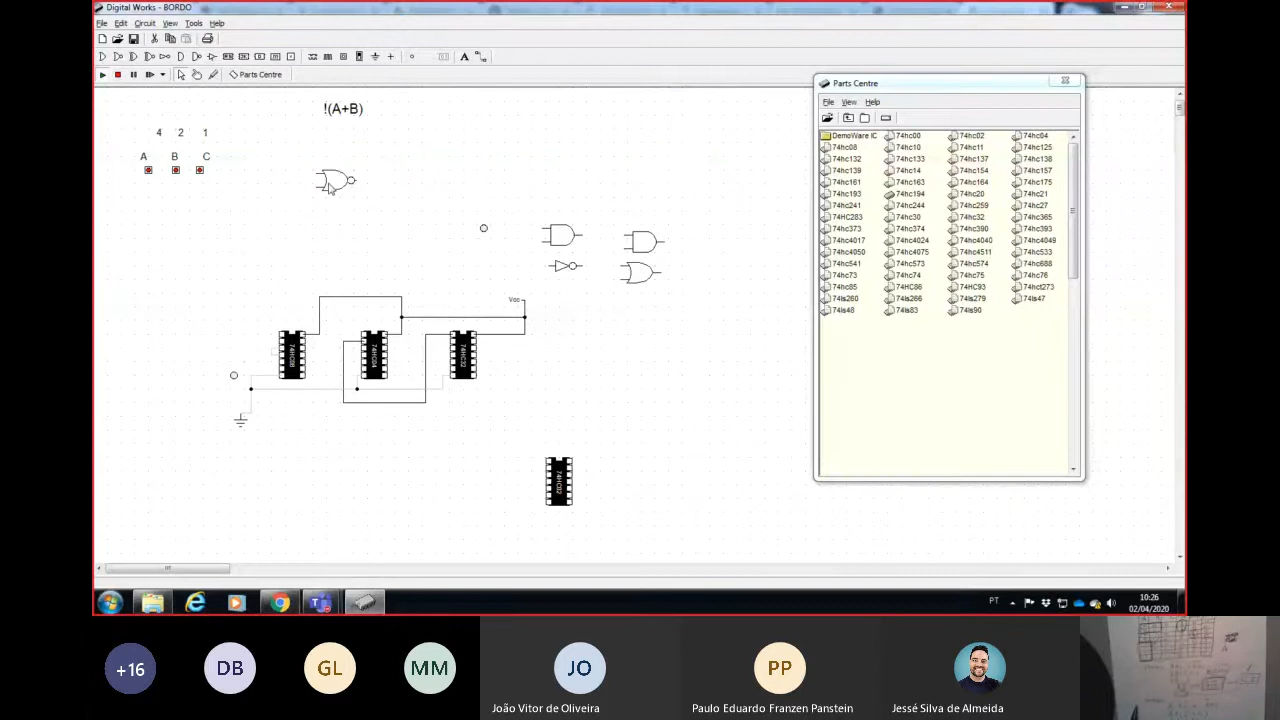 Digital Works - BORDO
File Edit Circuit View Tools Help
Parts Centre
!(A+B)
4 2 1
A B C
Vcc
74HC08
74HC04
74HC32
74HC02
Parts Centre
File View Help
DemoWare IC 74hc00 74hc02 74hc04
74hc08 74hc10 74hc11 74hc125
74hc132 74hc133 74hc137 74hc138
74hc139 74hc14 74hc154 74hc157
74hc161 74hc163 74hc164 74hc175
74hc193 74hc194 74hc20 74hc21
74hc241 74hc244 74hc259 74hc27
74HC283 74hc30 74hc32 74hc365
74hc373 74hc374 74hc390 74hc393
74hc4017 74hc4024 74hc4040 74hc4049
74hc4050 74hc4075 74hc4511 74hc533
74hc541 74hc573 74hc574 74hc688
74hc73 74hc74 74hc75 74hc76
74hc85 74HC86 74HC93 74hct273
74ls260 74ls266 74ls279 74ls47
74ls48 74ls83 74ls90
PT 10:26
02/04/2020
+16 DB GL MM JO PP
João Vitor de Oliveira Paulo Eduardo Franzen Panstein Jessé Silva de Almeida